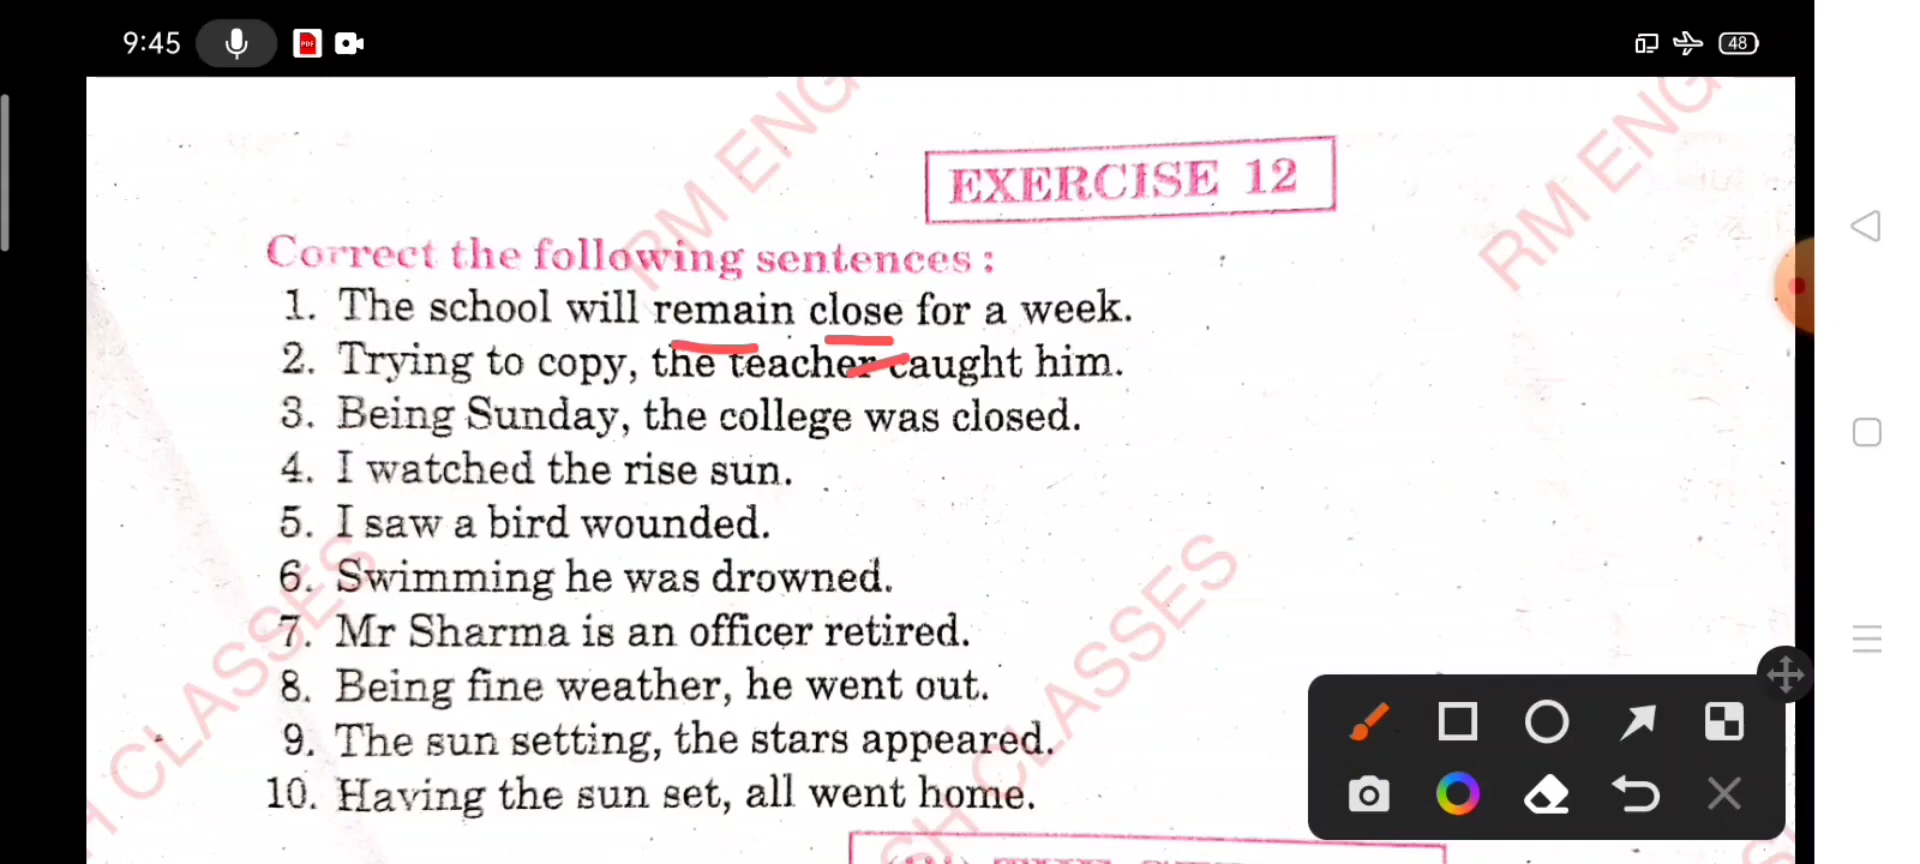 9:45
PDF
48
EXERCISE 12
Correct the following sentences :
1. The school will remain close for a week.
2. Trying to copy, the teacher caught him.
3. Being Sunday, the college was closed.
4. I watched the rise sun.
5. I saw a bird wounded.
6. Swimming he was drowned.
7. Mr Sharma is an officer retired.
8. Being fine weather, he went out.
9. The sun setting, the stars appeared.
10. Having the sun set, all went home.
RM ENG
RM ENG
H CLASSES
SH CLASSES